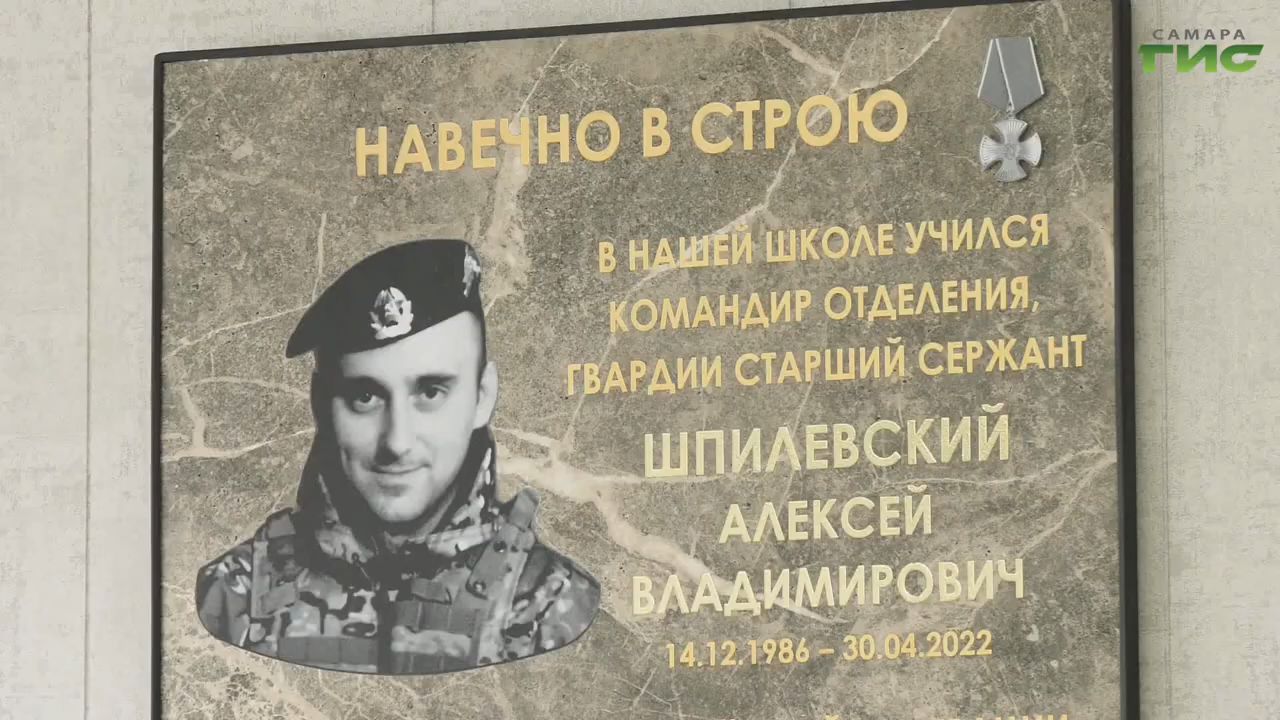 САМАРА
ГИС
НАВЕЧНО В СТРОЮ
В НАШЕЙ ШКОЛЕ УЧИЛСЯ
КОМАНДИР ОТДЕЛЕНИЯ,
ГВАРДИИ СТАРШИЙ СЕРЖАНТ
ШПИЛЕВСКИЙ
АЛЕКСЕЙ
ВЛАДИМИРОВИЧ
14.12.1986 – 30.04.2022